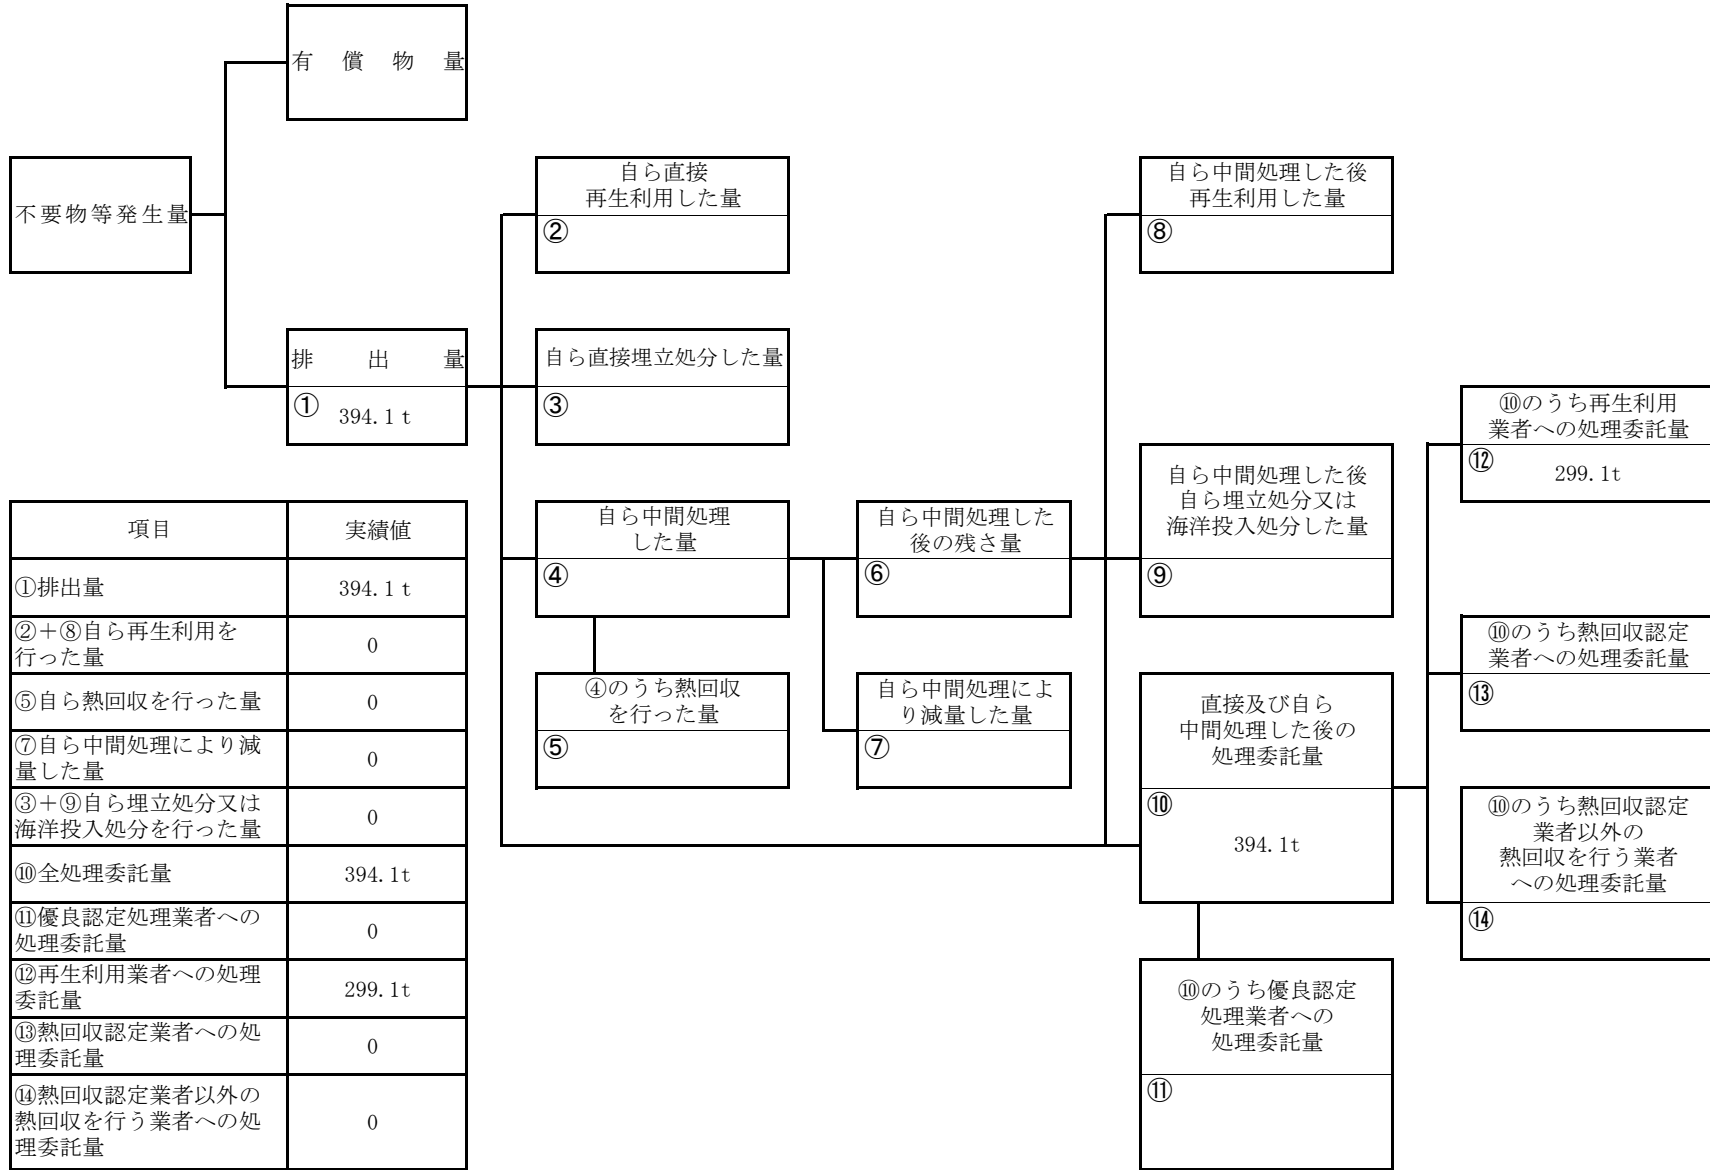 有償物量
不要物等発生量
排出量
① 394.1ｔ
自ら直接
再生利用した量
②
自ら直接埋立処分した量
③
自ら中間処理
した量
④
④のうち熱回収
を行った量
⑤
自ら中間処理した
後の残さ量
⑥
自ら中間処理によ
り減量した量
⑦
自ら中間処理した後
再生利用した量
⑧
自ら中間処理した後
自ら埋立処分又は
海洋投入処分した量
⑨
直接及び自ら
中間処理した後の
処理委託量
⑩
394.1t
⑩のうち優良認定
処理業者への
処理委託量
⑪
⑩のうち再生利用
業者への処理委託量
⑫
299.1t
⑩のうち熱回収認定
業者への処理委託量
⑬
⑩のうち熱回収認定
業者以外の
熱回収を行う業者
への処理委託量
⑭
項目 実績値
①排出量 394.1ｔ
②＋⑧自ら再生利用を
行った量 0
⑤自ら熱回収を行った量 0
⑦自ら中間処理により減
量した量 0
③＋⑨自ら埋立処分又は
海洋投入処分を行った量 0
⑩全処理委託量 394.1t
⑪優良認定処理業者への
処理委託量 0
⑫再生利用業者への処理
委託量 299.1t
⑬熱回収認定業者への処
理委託量 0
⑭熱回収認定業者以外の
熱回収を行う業者への処
理委託量 0